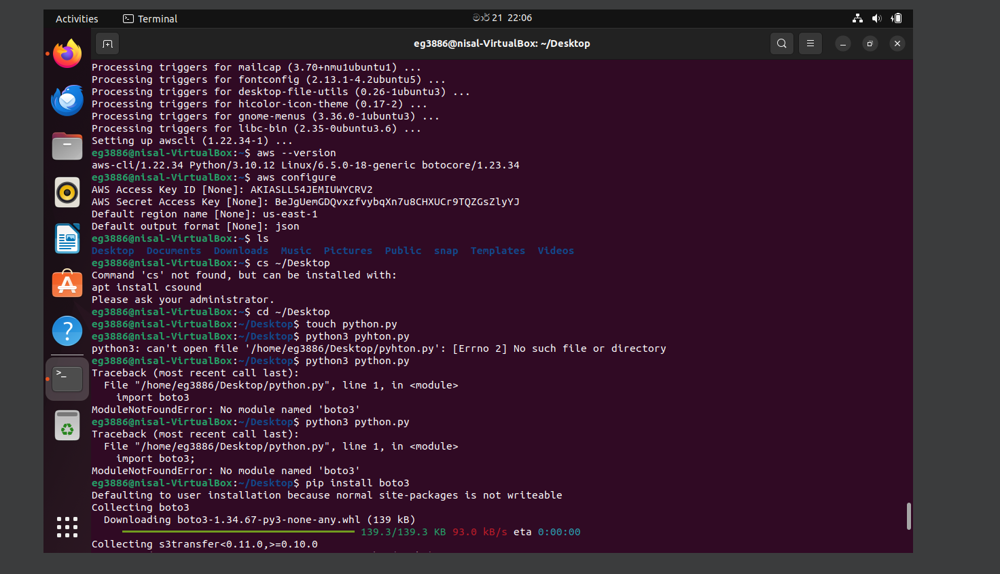 Activities Terminal මාර් 21 22:06
eg3886@nisal-VirtualBox: ~/Desktop
Processing triggers for mailcap (3.70+nmu1ubuntu1) ...
Processing triggers for fontconfig (2.13.1-4.2ubuntu5) ...
Processing triggers for desktop-file-utils (0.26-1ubuntu3) ...
Processing triggers for hicolor-icon-theme (0.17-2) ...
Processing triggers for gnome-menus (3.36.0-1ubuntu3) ...
Processing triggers for libc-bin (2.35-0ubuntu3.6) ...
Setting up awscli (1.22.34-1) ...
eg3886@nisal-VirtualBox:~$ aws --version
aws-cli/1.22.34 Python/3.10.12 Linux/6.5.0-18-generic botocore/1.23.34
eg3886@nisal-VirtualBox:~$ aws configure
AWS Access Key ID [None]: AKIASLL54JEMIUWYCRV2
AWS Secret Access Key [None]: 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
Default region name [None]: us-east-1
Default output format [None]: json
eg3886@nisal-VirtualBox:~$ ls
Desktop Documents Downloads Music Pictures Public snap Templates Videos
eg3886@nisal-VirtualBox:~$ cs ~/Desktop
Command 'cs' not found, but can be installed with:
apt install csound
Please ask your administrator.
eg3886@nisal-VirtualBox:~$ cd ~/Desktop
eg3886@nisal-VirtualBox:~/Desktop$ touch python.py
eg3886@nisal-VirtualBox:~/Desktop$ python3 pyhton.py
python3: can't open file '/home/eg3886/Desktop/pyhton.py': [Errno 2] No such file or directory
eg3886@nisal-VirtualBox:~/Desktop$ python3 python.py
Traceback (most recent call last):
  File "/home/eg3886/Desktop/python.py", line 1, in <module>
    import boto3
ModuleNotFoundError: No module named 'boto3'
eg3886@nisal-VirtualBox:~/Desktop$ python3 python.py
Traceback (most recent call last):
  File "/home/eg3886/Desktop/python.py", line 1, in <module>
    import boto3;
ModuleNotFoundError: No module named 'boto3'
eg3886@nisal-VirtualBox:~/Desktop$ pip install boto3
Defaulting to user installation because normal site-packages is not writeable
Collecting boto3
  Downloading boto3-1.34.67-py3-none-any.whl (139 kB)
139.3/139.3 KB 93.0 kB/s eta 0:00:00
Collecting s3transfer<0.11.0,>=0.10.0